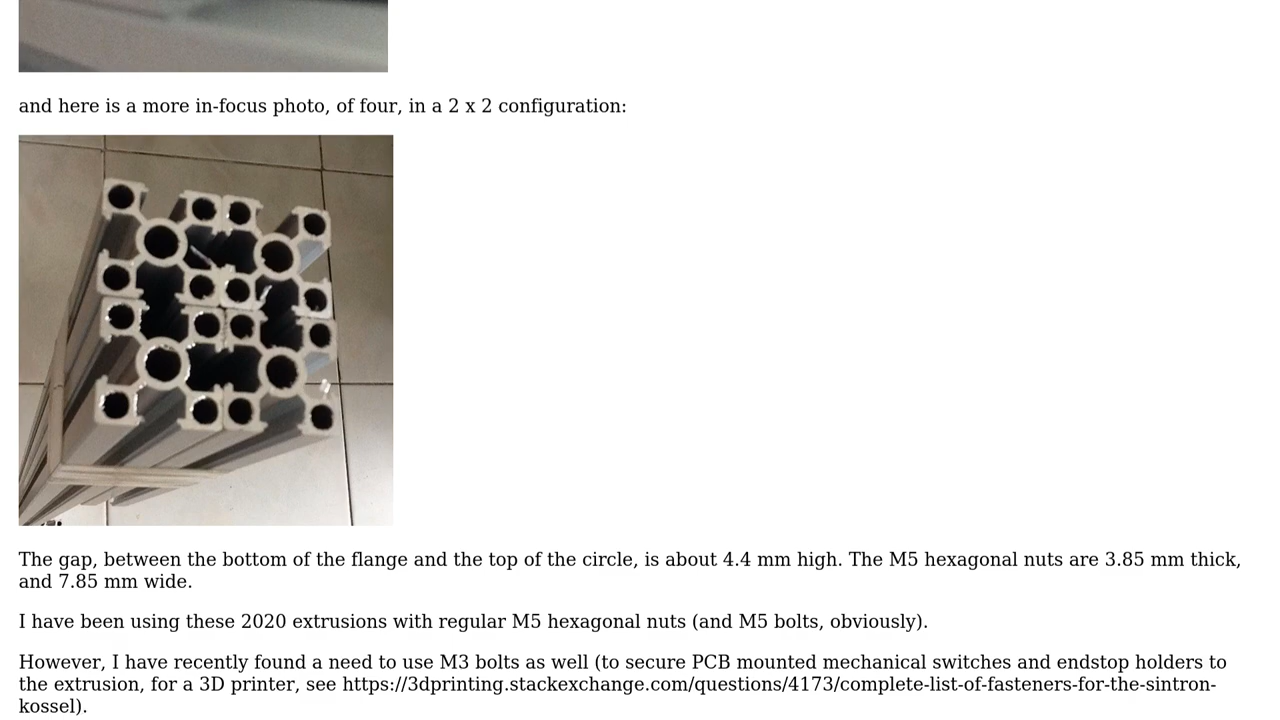 and here is a more in-focus photo, of four, in a 2 x 2 configuration:
The gap, between the bottom of the flange and the top of the circle, is about 4.4 mm high. The M5 hexagonal nuts are 3.85 mm thick,
and 7.85 mm wide.
I have been using these 2020 extrusions with regular M5 hexagonal nuts (and M5 bolts, obviously).
However, I have recently found a need to use M3 bolts as well (to secure PCB mounted mechanical switches and endstop holders to
the extrusion, for a 3D printer, see https://3dprinting.stackexchange.com/questions/4173/complete-list-of-fasteners-for-the-sintron-
kossel).